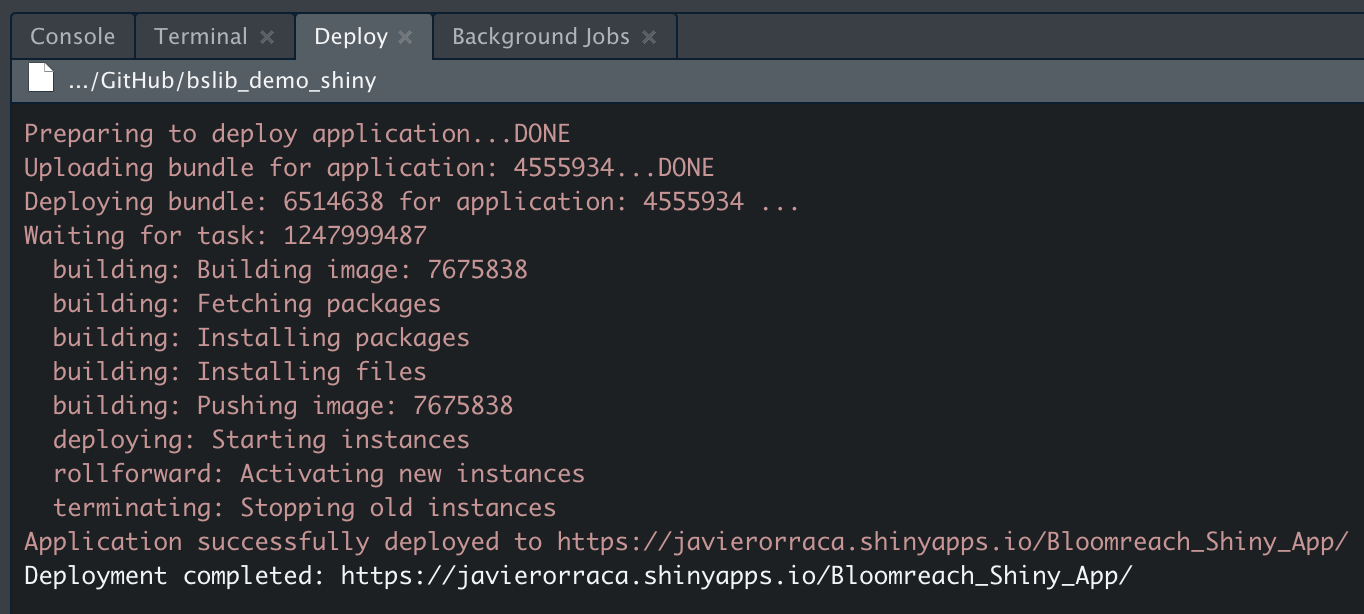 Console Terminal × Deploy × Background Jobs ×
.../GitHub/bslib_demo_shiny
Preparing to deploy application...DONE
Uploading bundle for application: 4555934...DONE
Deploying bundle: 6514638 for application: 4555934 ...
Waiting for task: 1247999487
  building: Building image: 7675838
  building: Fetching packages
  building: Installing packages
  building: Installing files
  building: Pushing image: 7675838
  deploying: Starting instances
  rollforward: Activating new instances
  terminating: Stopping old instances
Application successfully deployed to https://javierorraca.shinyapps.io/Bloomreach_Shiny_App/
Deployment completed: https://javierorraca.shinyapps.io/Bloomreach_Shiny_App/